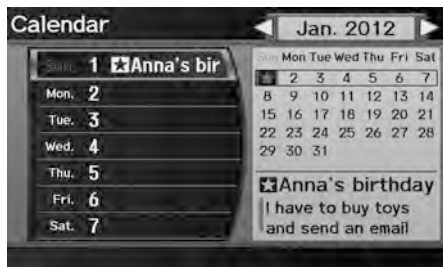 Calendar
Jan. 2012
Sun. 1 Anna's bir
Mon. 2
Tue. 3
Wed. 4
Thu. 5
Fri. 6
Sat. 7
Sun Mon Tue Wed Thu Fri Sat
2 3 4 5 6 7
8 9 10 11 12 13 14
15 16 17 18 19 20 21
22 23 24 25 26 27 28
29 30 31
Anna's birthday
I have to buy toys
and send an email